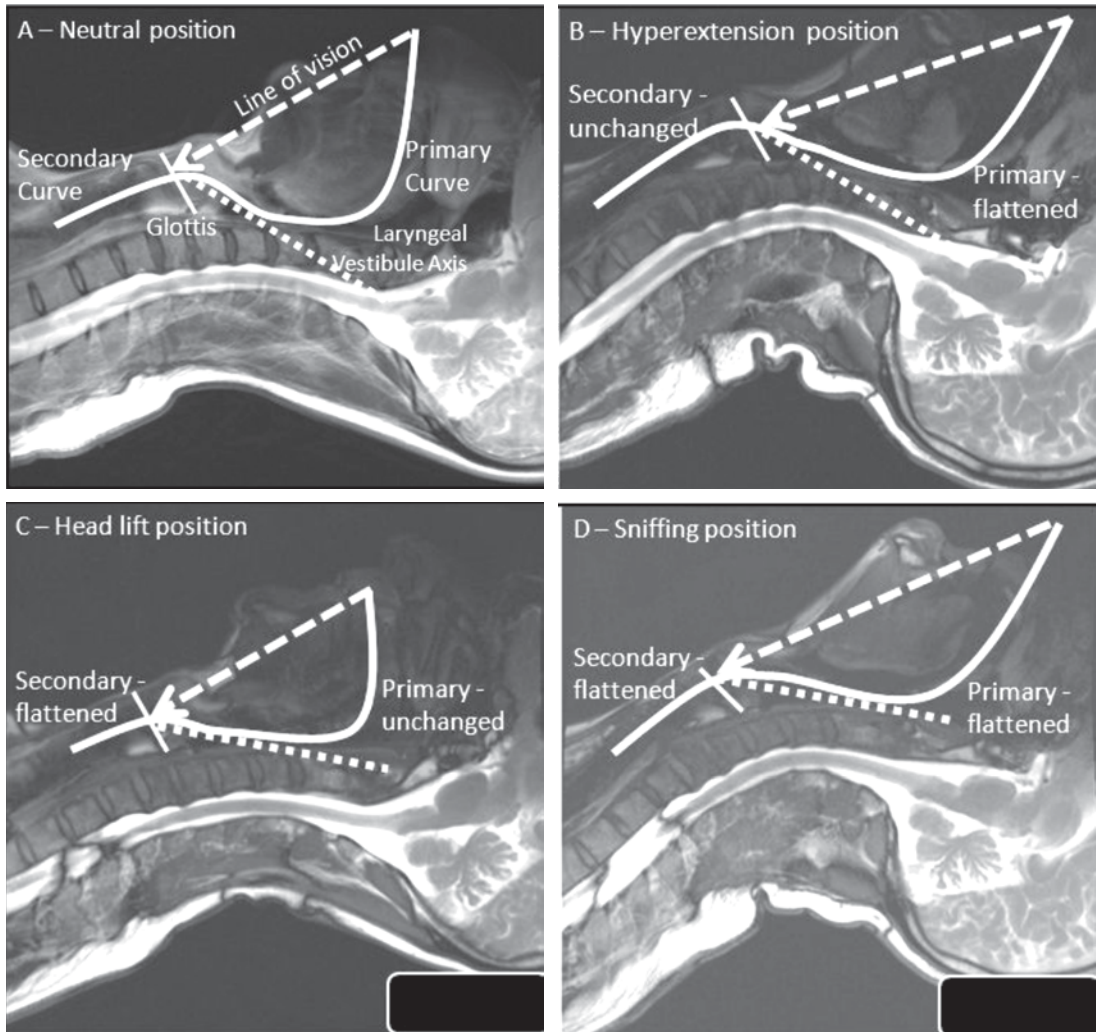 A – Neutral position
Line of vision
Secondary
Curve
Primary
Curve
Glottis
Laryngeal
Vestibule Axis
B – Hyperextension position
Secondary -
unchanged
Primary -
flattened
C – Head lift position
Secondary -
flattened
Primary -
unchanged
D – Sniffing position
Secondary -
flattened
Primary -
flattened